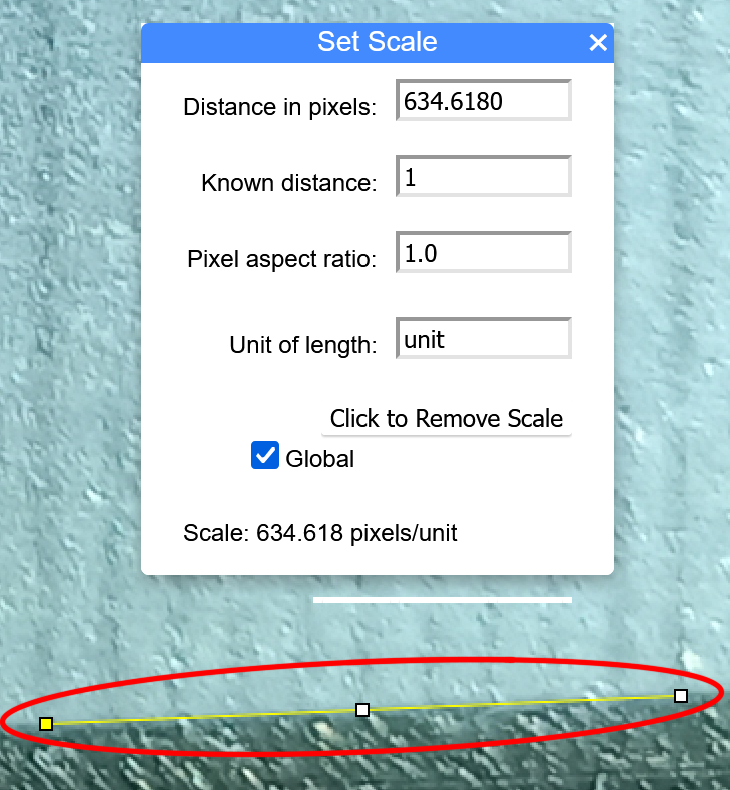 Set Scale
Distance in pixels: 634.6180
Known distance: 1
Pixel aspect ratio: 1.0
Unit of length: unit
Click to Remove Scale
Global
Scale: 634.618 pixels/unit